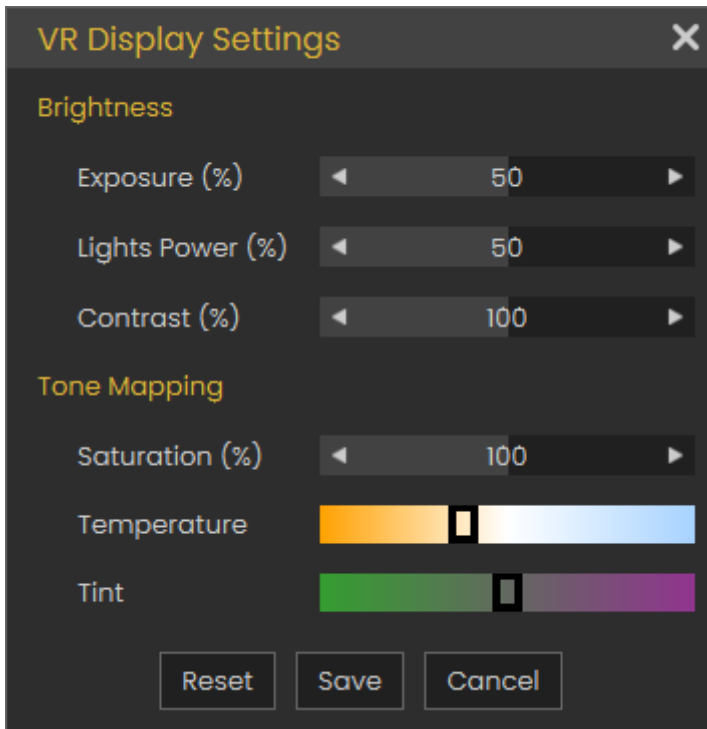 VR Display Settings
Brightness
Exposure (%) 50
Lights Power (%) 50
Contrast (%) 100
Tone Mapping
Saturation (%) 100
Temperature
Tint
Reset Save Cancel